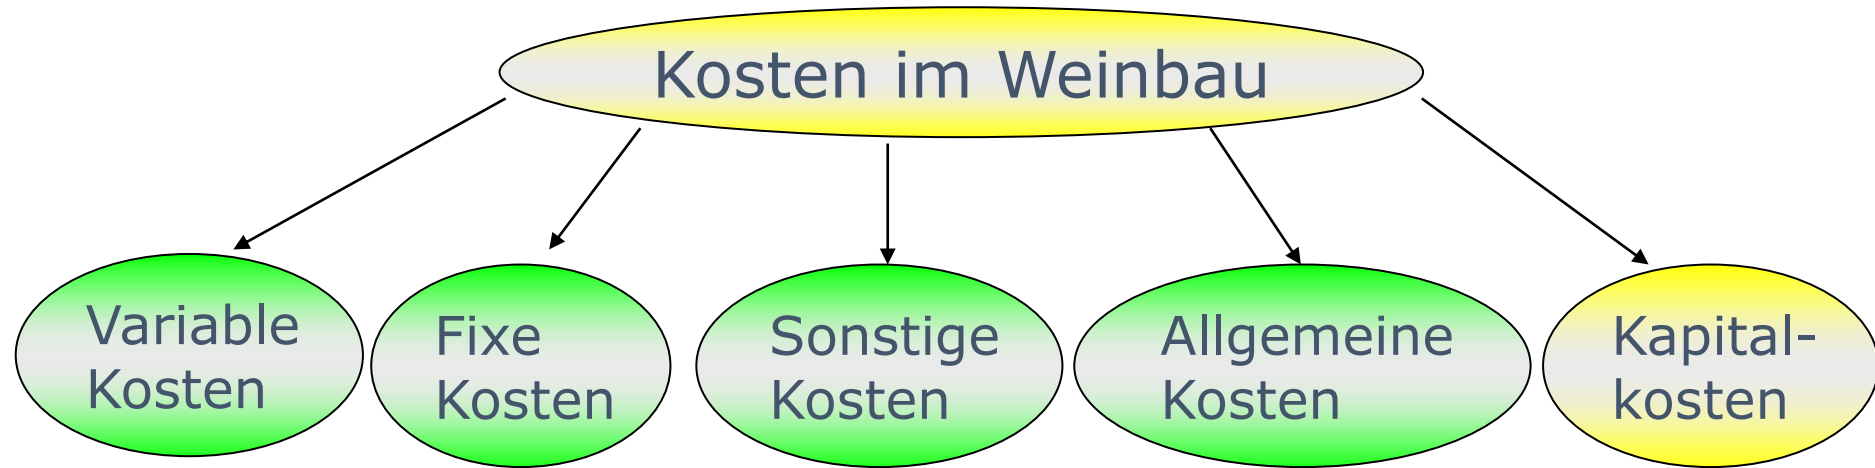 Kosten im Weinbau
Variable
Kosten
Fixe
Kosten
Sonstige
Kosten
Allgemeine
Kosten
Kapital-
kosten